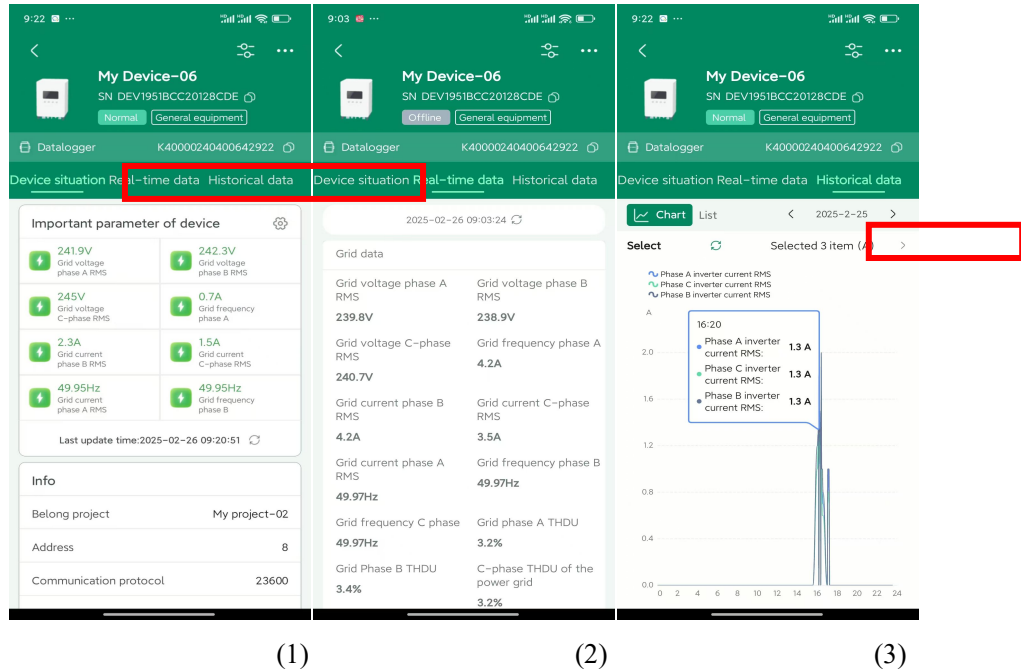 9:22 ···
My Device-06
SN DEV1951BCC20128CDE
Normal General equipment
Datalogger K40000240400642922
Device situation Real-time data Historical data
Important parameter of device
241.9V
Grid voltage
phase A RMS
242.3V
Grid voltage
phase B RMS
245V
Grid voltage
C-phase RMS
0.7A
Grid frequency
phase A
2.3A
Grid current
phase B RMS
1.5A
Grid current
C-phase RMS
49.95Hz
Grid current
phase A RMS
49.95Hz
Grid frequency
phase B
Last update time:2025-02-26 09:20:51
Info
Belong project My project-02
Address 8
Communication protocol 23600
(1)
9:03 ···
My Device-06
SN DEV1951BCC20128CDE
Offline General equipment
Datalogger K40000240400642922
Device situation Real-time data Historical data
2025-02-26 09:03:24
Grid data
Grid voltage phase A
RMS
239.8V
Grid voltage phase B
RMS
238.9V
Grid voltage C-phase
RMS
240.7V
Grid frequency phase A
4.2A
Grid current phase B
RMS
4.2A
Grid current C-phase
RMS
3.5A
Grid current phase A
RMS
49.97Hz
Grid frequency phase B
49.97Hz
Grid frequency C phase
49.97Hz
Grid phase A THDU
3.2%
Grid Phase B THDU
3.4%
C-phase THDU of the
power grid
3.2%
(2)
9:22 ···
My Device-06
SN DEV1951BCC20128CDE
Normal General equipment
Datalogger K40000240400642922
Device situation Real-time data Historical data
Chart List < 2025-2-25 >
Select Selected 3 item (A) >
Phase A inverter current RMS
Phase C inverter current RMS
Phase B inverter current RMS
A
16:20
Phase A inverter
current RMS: 1.3 A
Phase C inverter
current RMS: 1.3 A
Phase B inverter
current RMS: 1.3 A
2.0
1.6
1.2
0.8
0.4
0.0
0 2 4 6 8 10 12 14 16 18 20 22 24
(3)